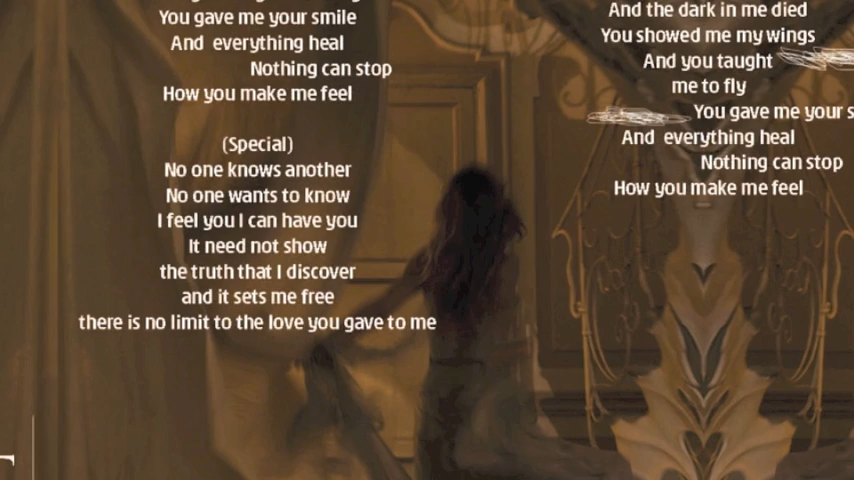 You gave me your smile
And everything heal
Nothing can stop
How you make me feel
(Special)
No one knows another
No one wants to know
I feel you I can have you
It need not show
the truth that I discover
and it sets me free
there is no limit to the love you gave to me
And the dark in me died
You showed me my wings
And you taught
me to fly
You gave me your s
And everything heal
Nothing can stop
How you make me feel